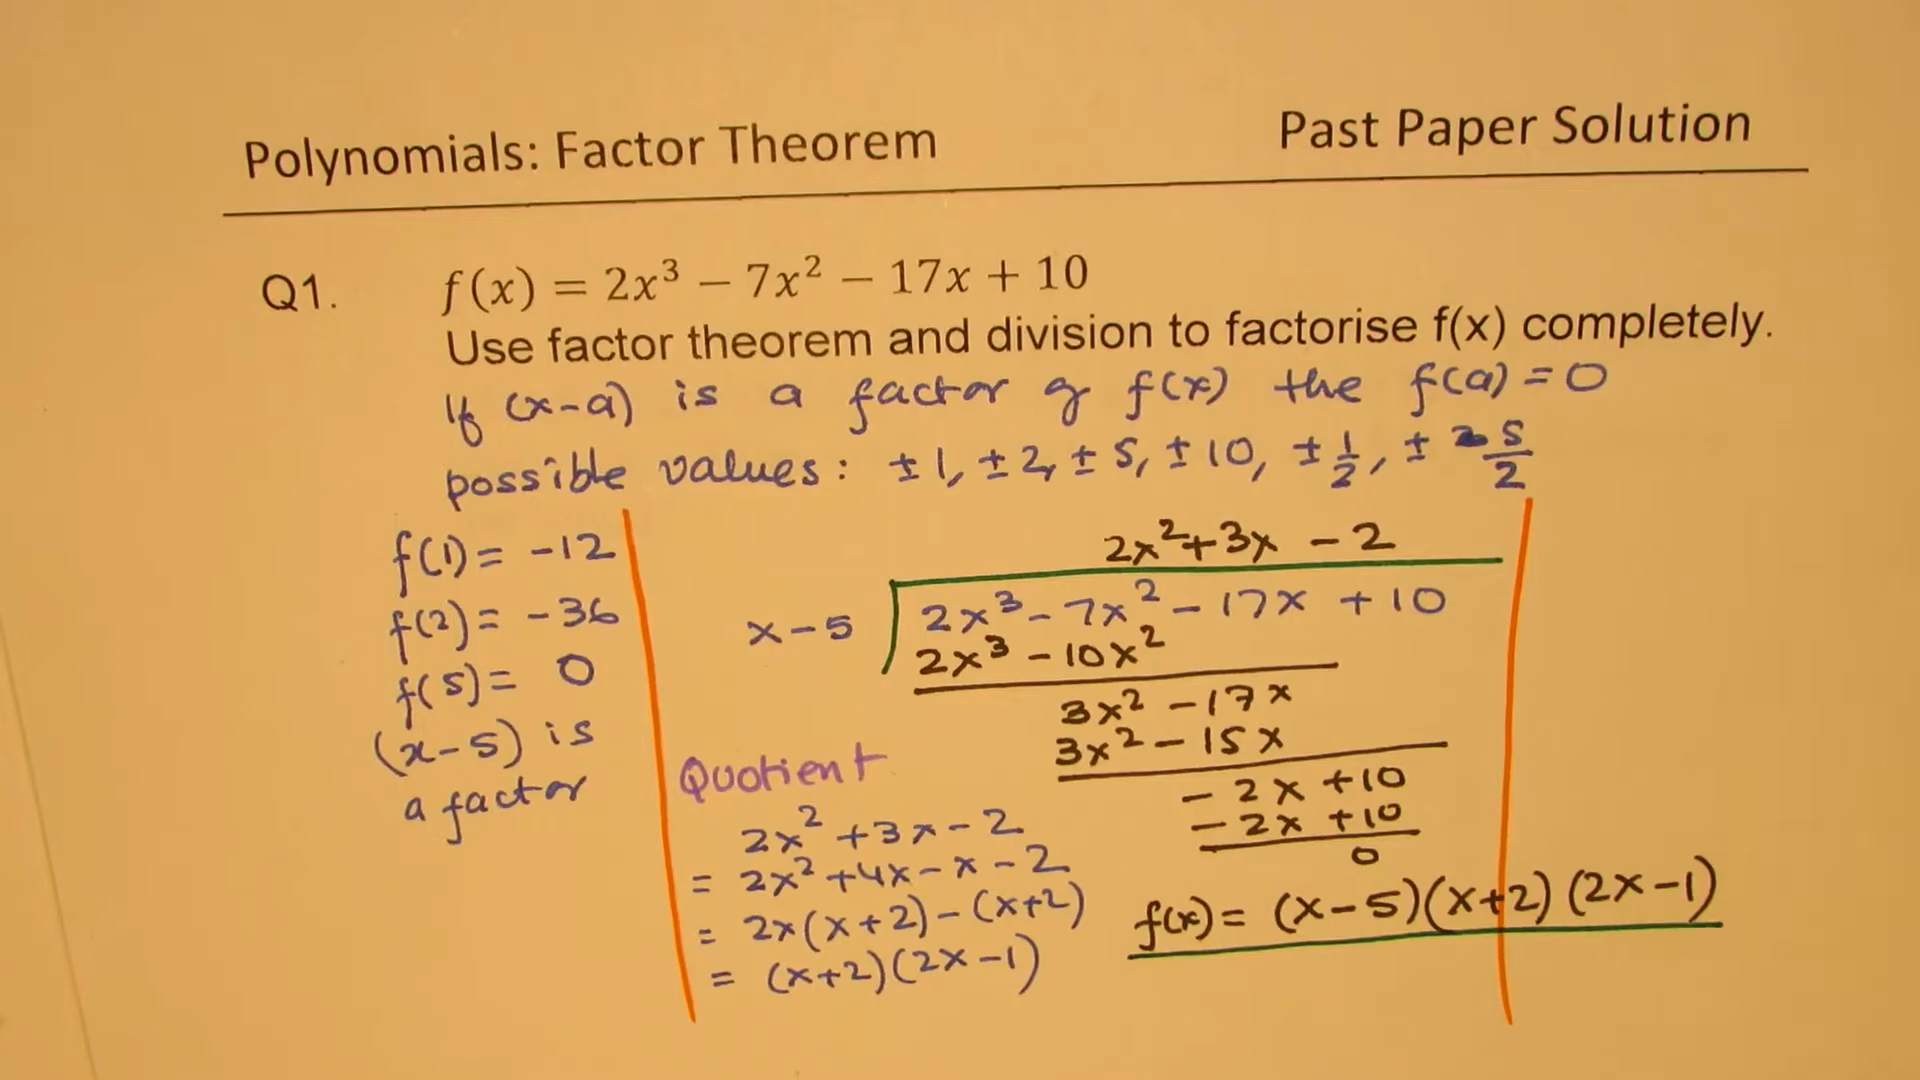 Polynomials: Factor Theorem
Past Paper Solution
Q1. f(x) = 2x³ − 7x² − 17x + 10
Use factor theorem and division to factorise f(x) completely.
If (x-a) is a factor of f(x) the f(a) = 0
possible values: ±1, ±2, ±5, ±10, ±1/2, ± 5/2
f(1) = -12
f(2) = -36
f(5) = 0
(x-5) is
a factor
2x²+3x - 2
x-5 2x³ - 7x² - 17x + 10
2x³ - 10x²
3x² - 17x
3x² - 15x
- 2x +10
- 2x +10
0
Quotient
2x² +3x - 2
= 2x² +4x - x - 2
= 2x(x+2) - (x+2)
= (x+2)(2x-1)
f(x) = (x-5)(x+2)(2x-1)